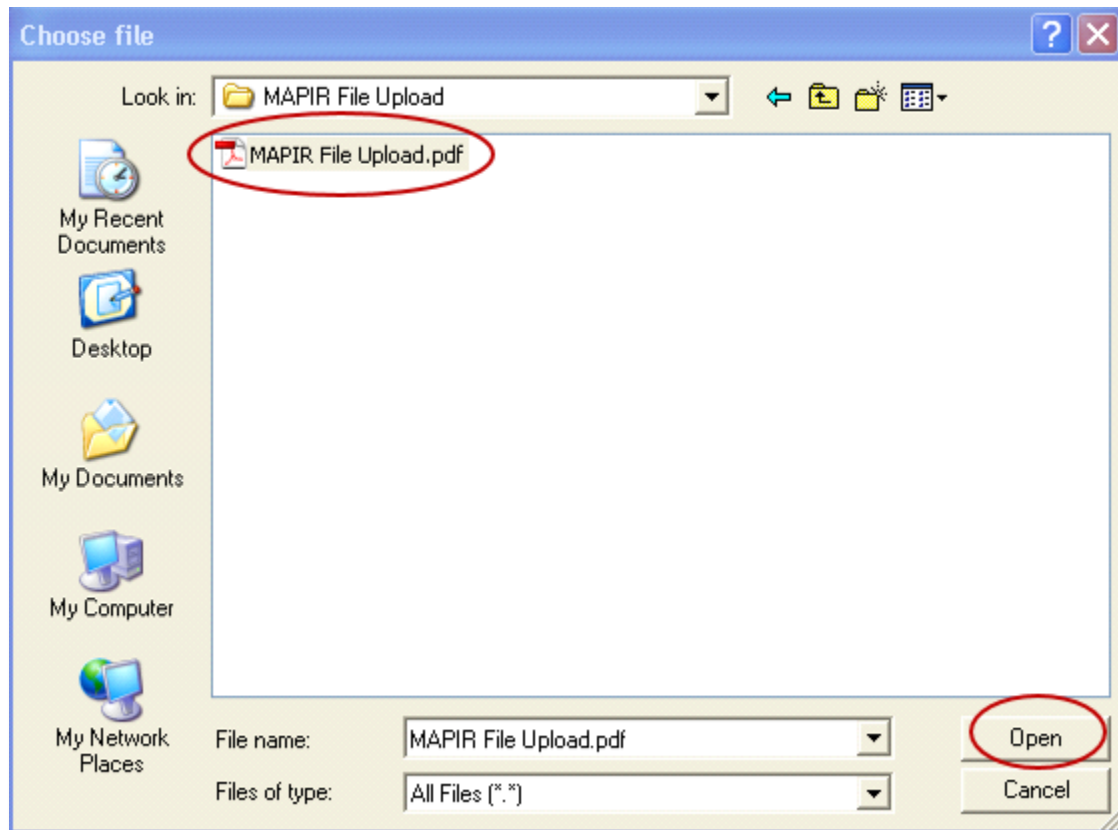 Choose file
?
Look in:
MAPIR File Upload
MAPIR File Upload.pdf
My Recent
Documents
Desktop
My Documents
My Computer
My Network
Places
File name:
MAPIR File Upload.pdf
Open
Files of type:
All Files (*.*)
Cancel